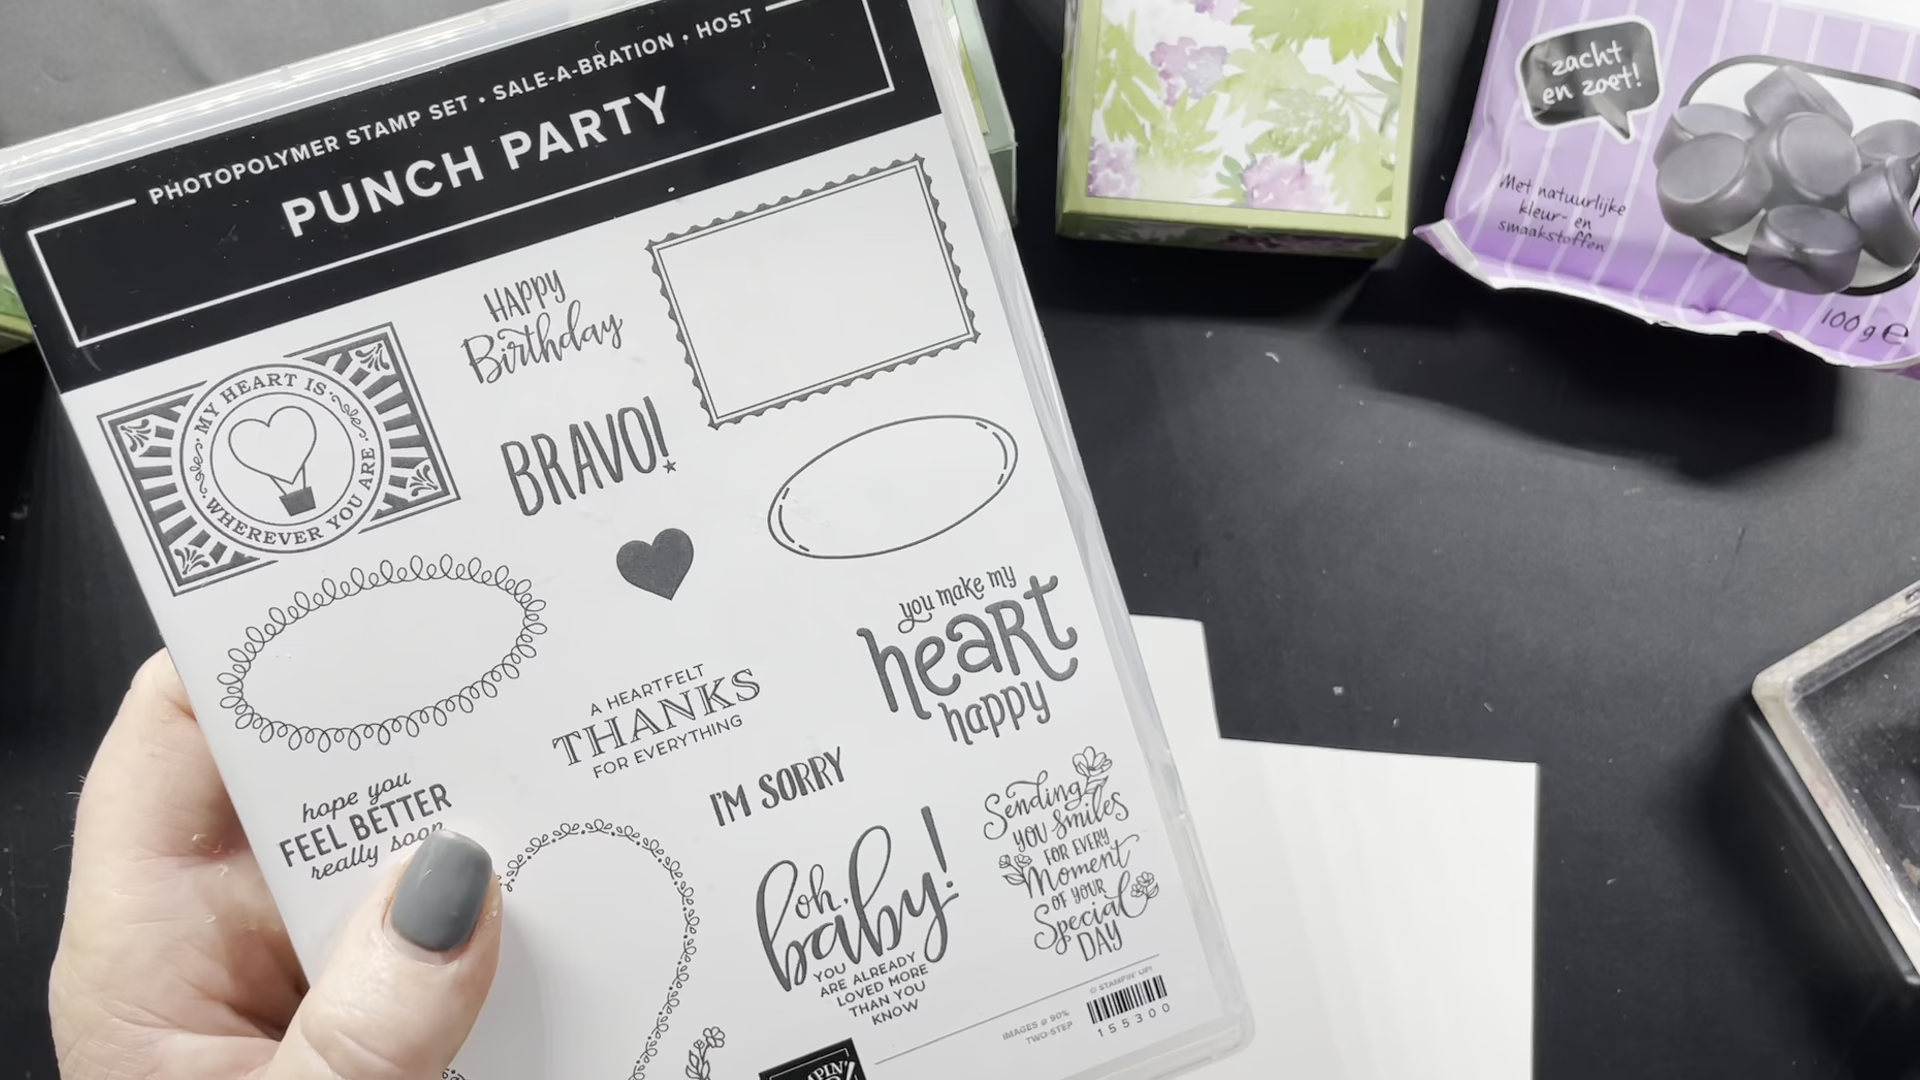 PHOTOPOLYMER STAMP SET • SALE-A-BRATION • HOST
PUNCH PARTY
HAPPY
Birthday
MY HEART IS
WHEREVER YOU ARE
BRAVO!
you make my
heart
happy
A HEARTFELT
THANKS
FOR EVERYTHING
hope you
FEEL BETTER
really soon
I'M SORRY
oh,
baby!
YOU
ARE ALREADY
LOVED MORE
THAN YOU
KNOW
Sending
YOU Smiles
FOR EVERY
Moment
OF YOUR
Special
DAY
© STAMPIN' UP!
IMAGES @ 90%
TWO-STEP
155300
STAMPIN'
zacht
en zoet!
Met natuurlijke
kleur- en
smaakstoffen
100 g e